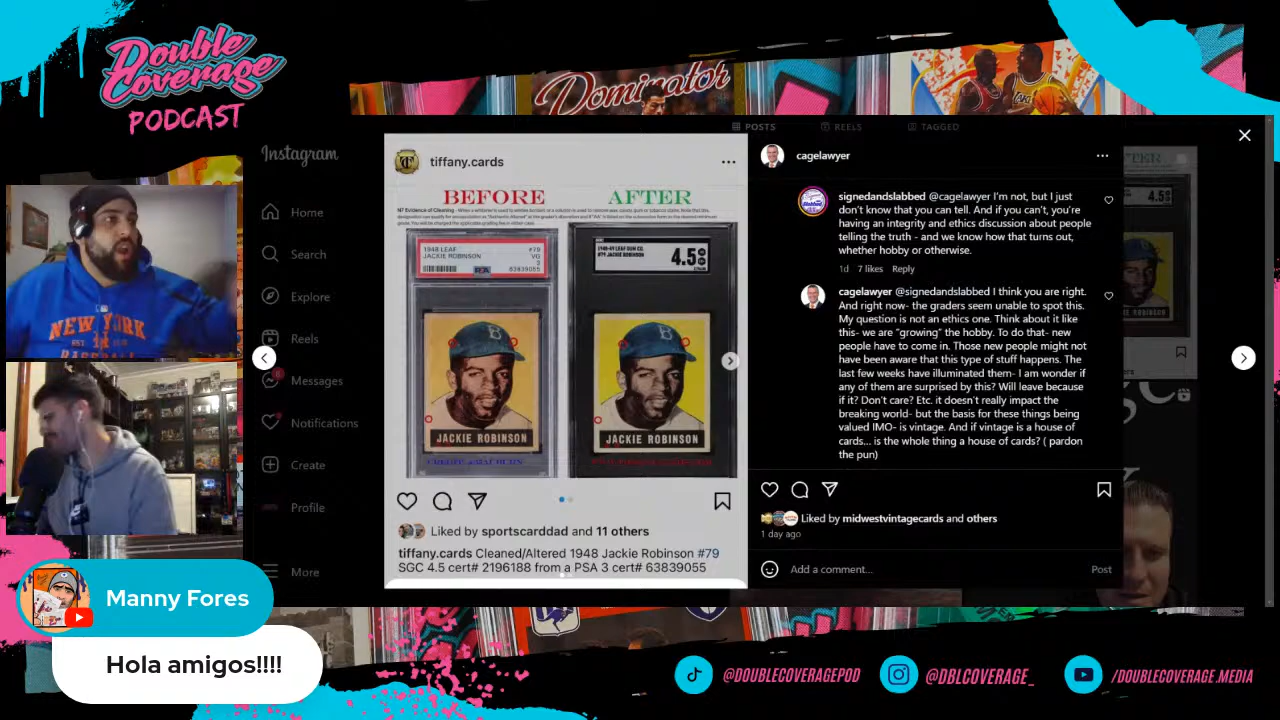 Double
Coverage
PODCAST
Dominator
POSTS
REELS
TAGGED
Instagram
Home
Search
Explore
Reels
Messages
Notifications
Create
Profile
More
tiffany.cards
BEFORE
AFTER
1948 LEAF
#79
JACKIE ROBINSON
VG
3
PSA
63839055
4.5
JACKIE ROBINSON
JACKIE ROBINSON
Liked by sportscarddad and 11 others
tiffany.cards Cleaned/Altered 1948 Jackie Robinson #79
SGC 4.5 cert# 2196188 from a PSA 3 cert# 63839055
cagelawyer
signedandslabbed @cagelawyer I'm not, but I just
don't know that you can tell. And if you can't, you're
having an integrity and ethics discussion about people
telling the truth - and we know how that turns out,
whether hobby or otherwise.
1d 7 likes Reply
cagelawyer @signedandslabbed I think you are right.
And right now- the graders seem unable to spot this.
My question is not an ethics one. Think about it like
this- we are "growing" the hobby. To do that- new
people have to come in. Those new people might not
have been aware that this type of stuff happens. The
last few weeks have illuminated them- I am wonder if
any of them are surprised by this? Will leave because
if it? Don't care? Etc. it doesn't really impact the
breaking world- but the basis for these things being
valued IMO- is vintage. And if vintage is a house of
cards... is the whole thing a house of cards? ( pardon
the pun)
Liked by midwestvintagecards and others
1 day ago
Add a comment...
Post
NEW YORK
BASEBALL
Manny Fores
Hola amigos!!!!
@DOUBLECOVERAGEPOD
@DBLCOVERAGE_
/DOUBLECOVERAGE.MEDIA